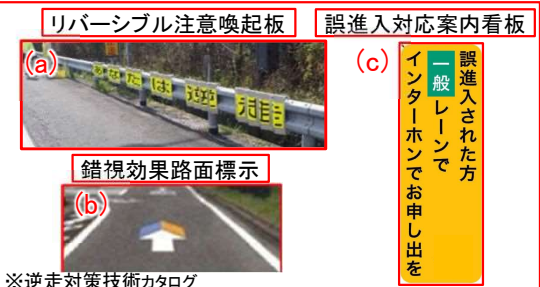 リバーシブル注意喚起板
誤進入対応案内看板
(a)
(c)
誤進入された方
一般レーンで
インターホンでお申し出を
錯視効果路面標示
(b)
※逆走対策技術カタログ